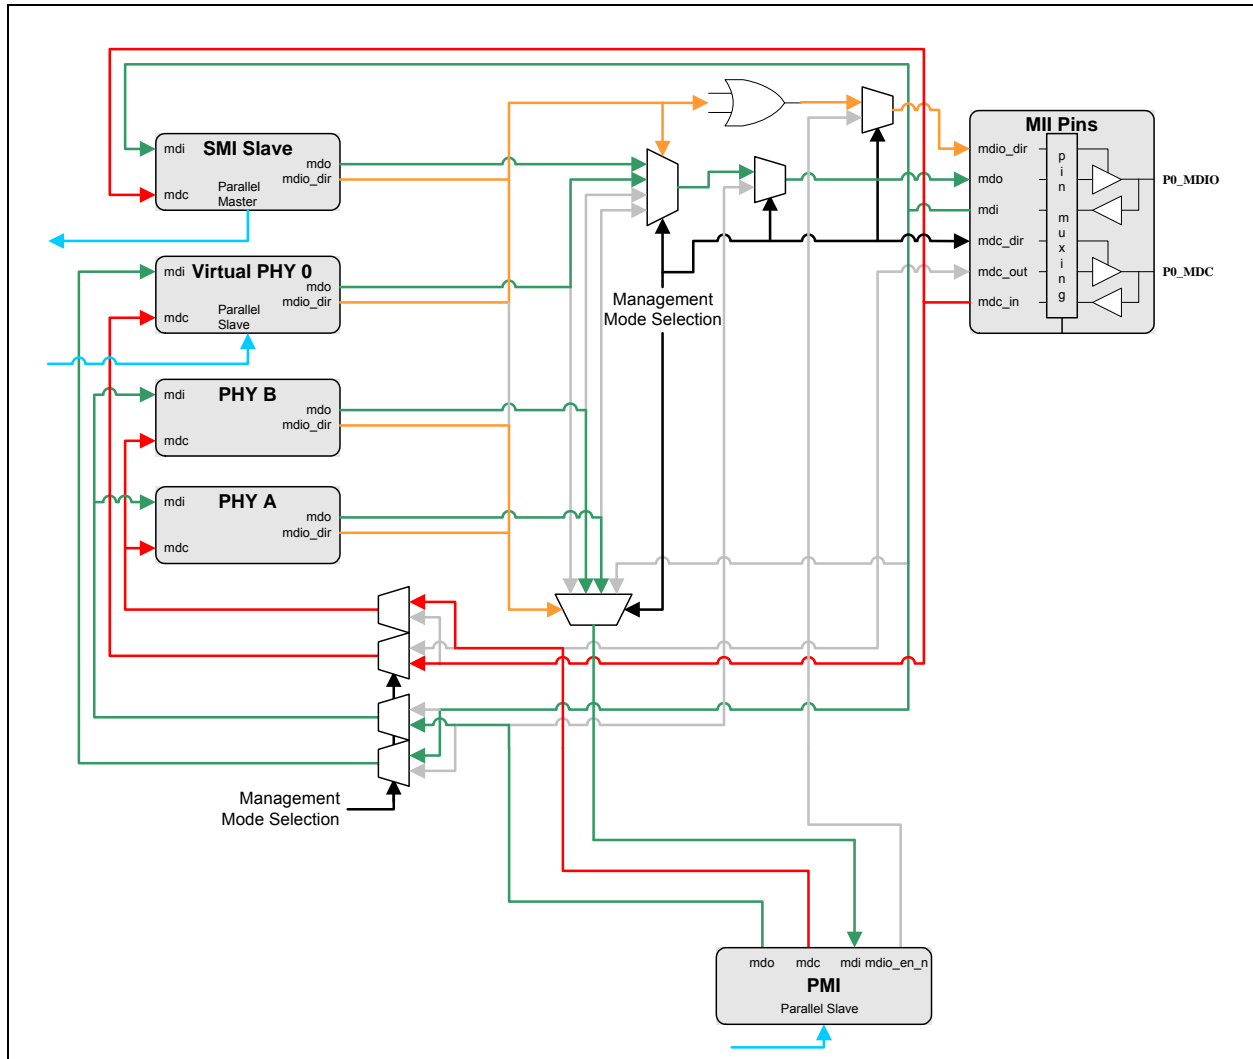 SMI Slave
mdi
mdo
mdio_dir
mdc
Parallel
Master
MII Pins
mdio_dir
mdo
mdi
mdc_dir
mdc_out
mdc_in
pin muxing
P0_MDIO
P0_MDC
Virtual PHY 0
mdi
mdo
mdio_dir
mdc
Parallel
Slave
Management
Mode Selection
PHY B
mdi
mdo
mdio_dir
mdc
PHY A
mdi
mdo
mdio_dir
mdc
Management
Mode Selection
mdo mdc mdi mdio_en_n
PMI
Parallel Slave